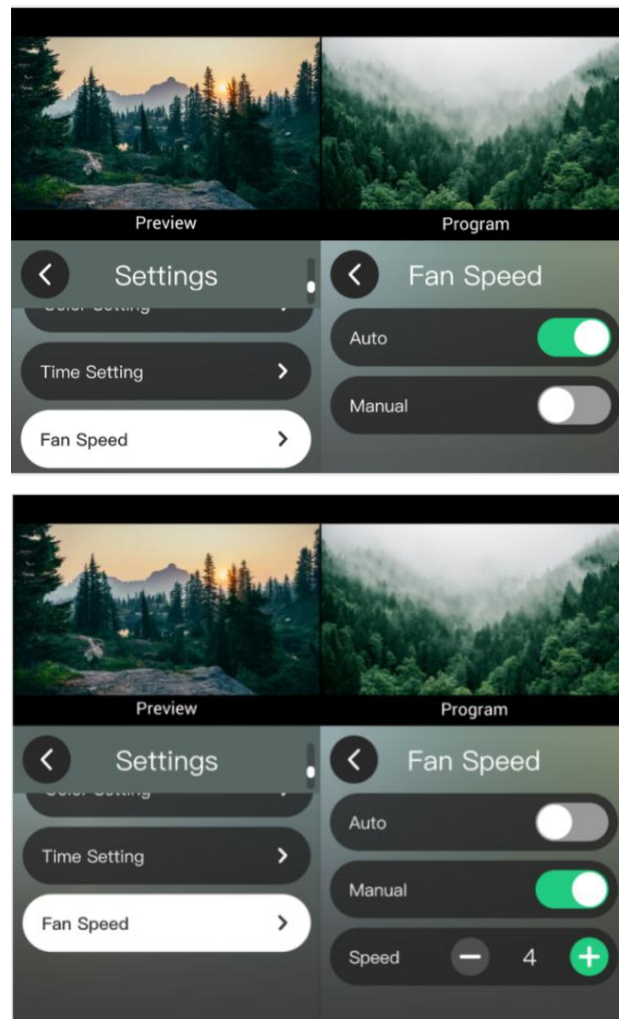 Preview
Program
Settings
Fan Speed
Auto
Time Setting
Manual
Fan Speed
Preview
Program
Settings
Fan Speed
Auto
Time Setting
Manual
Fan Speed
Speed
4